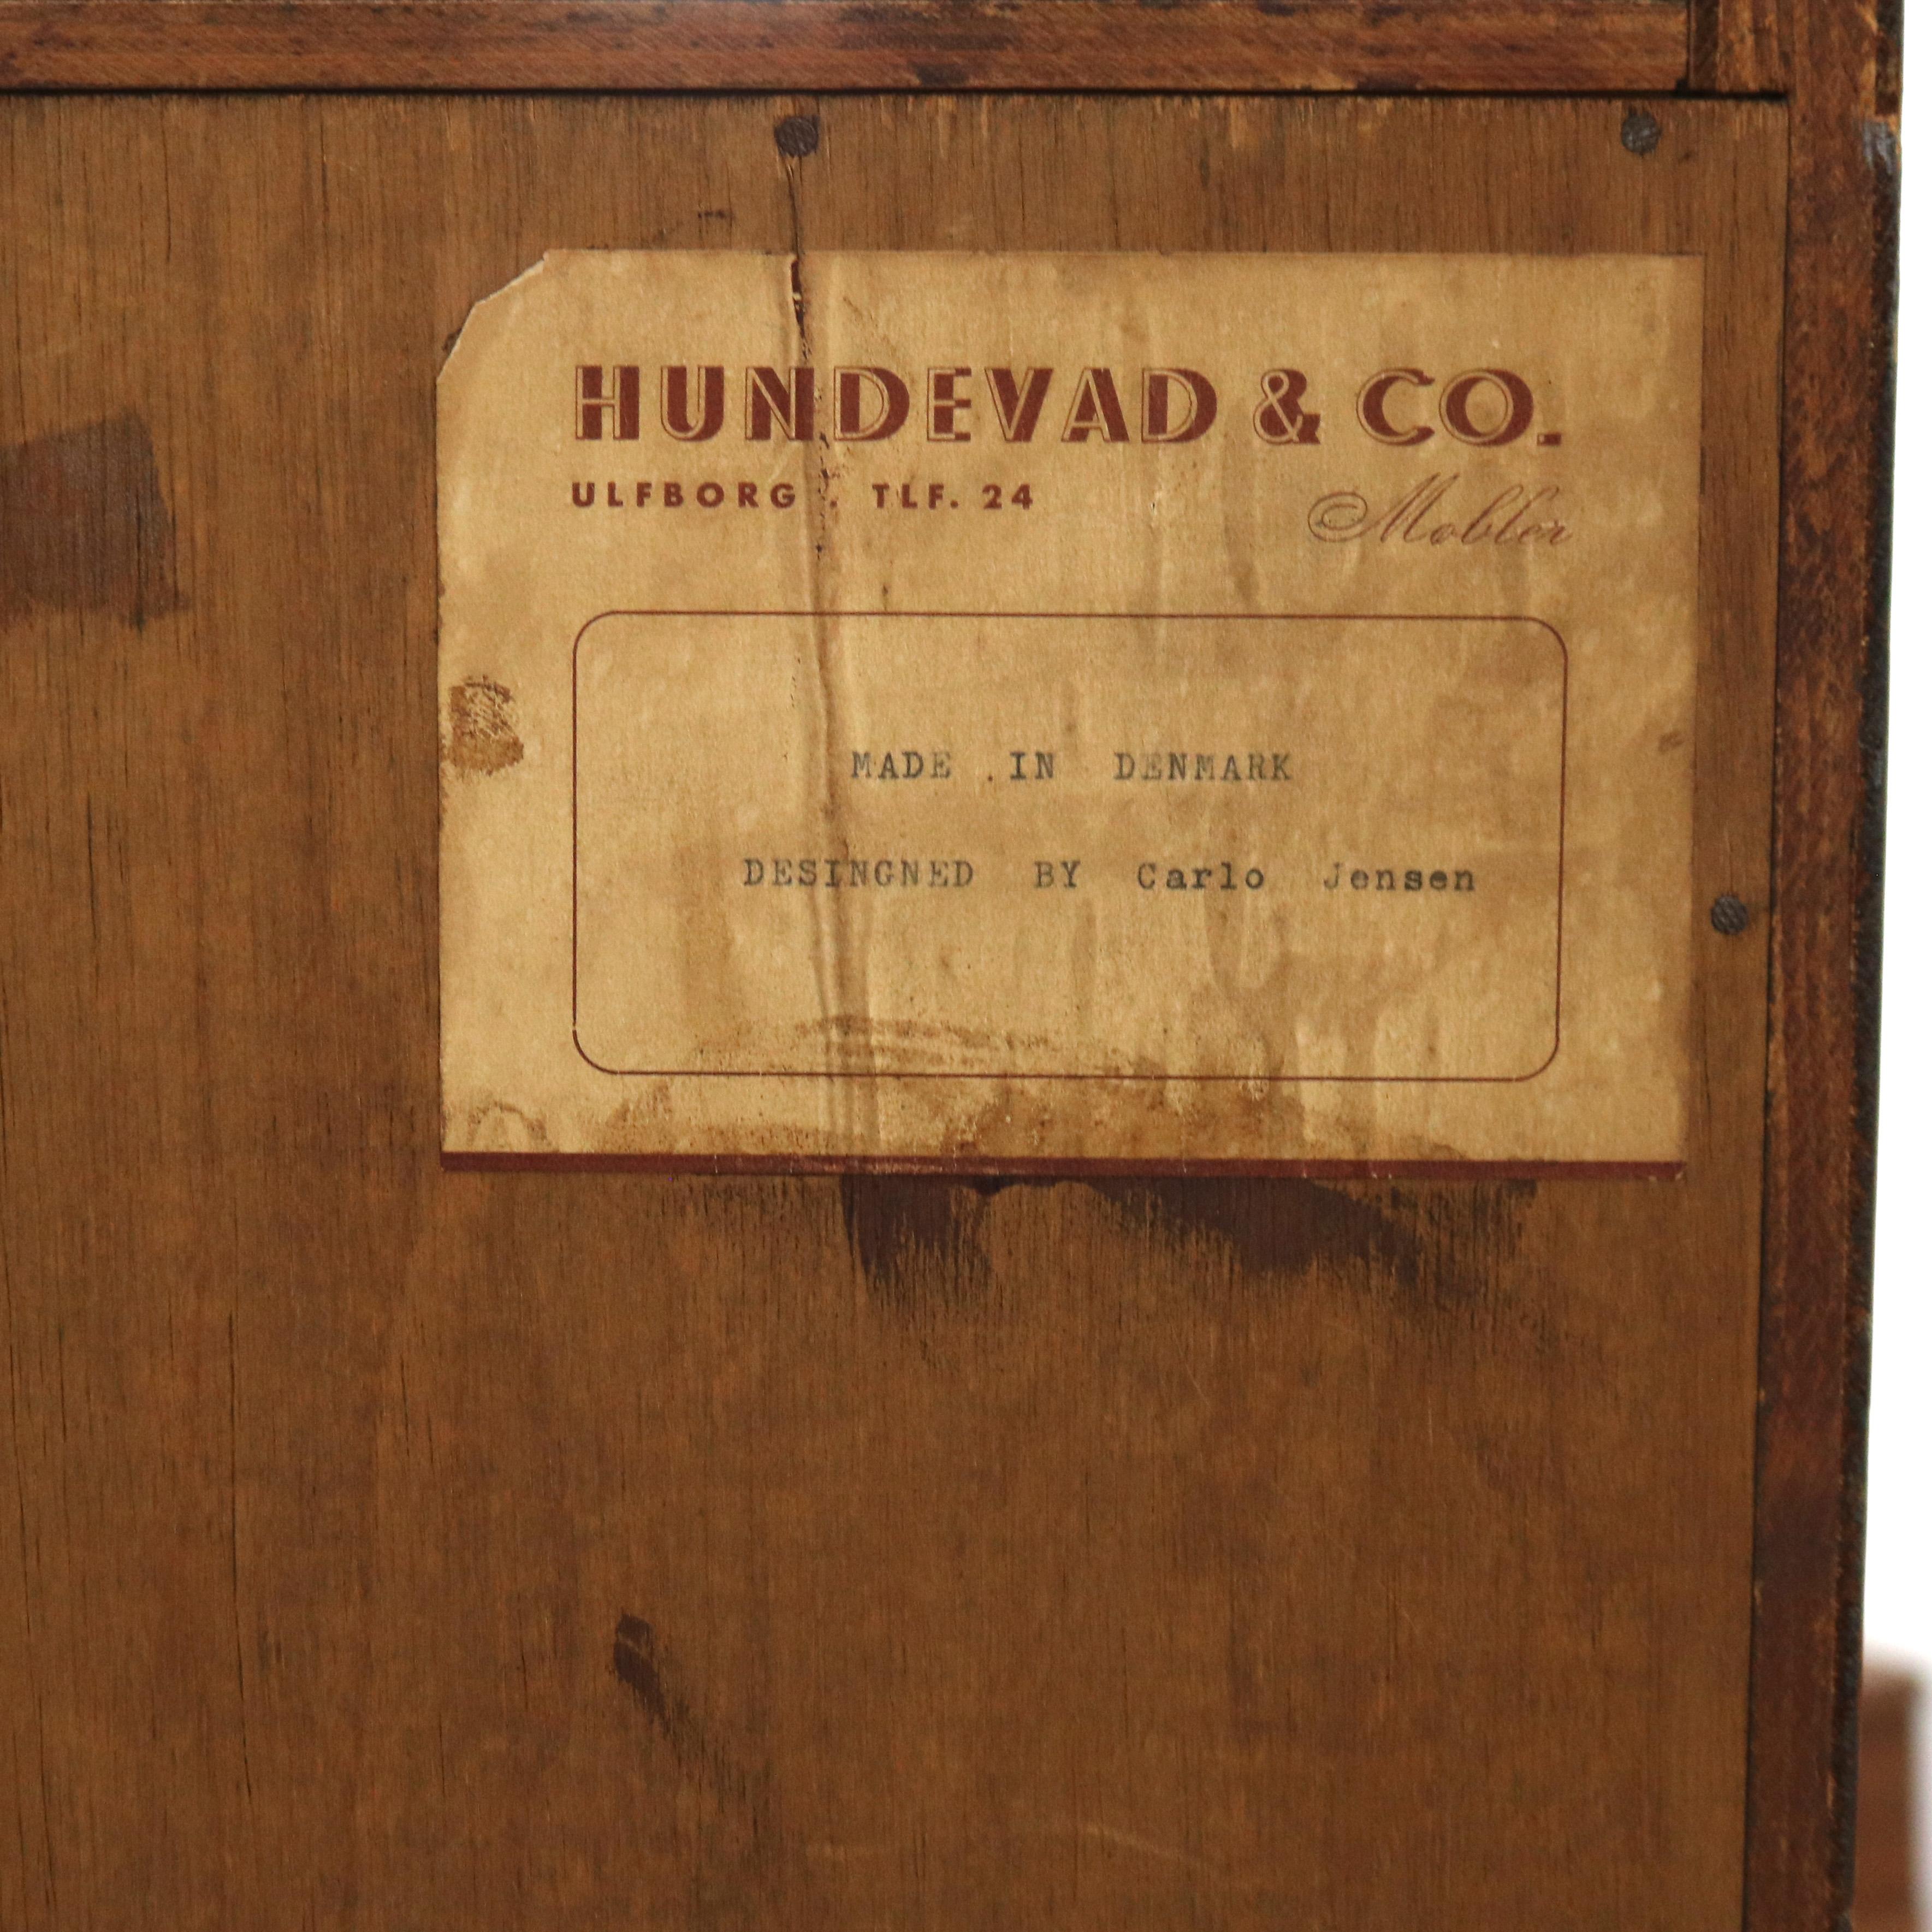 HUNDEVAD & CO.
ULFBORG . TLF. 24
Møbler
MADE . IN DENMARK
DESINGNED BY Carlo Jensen